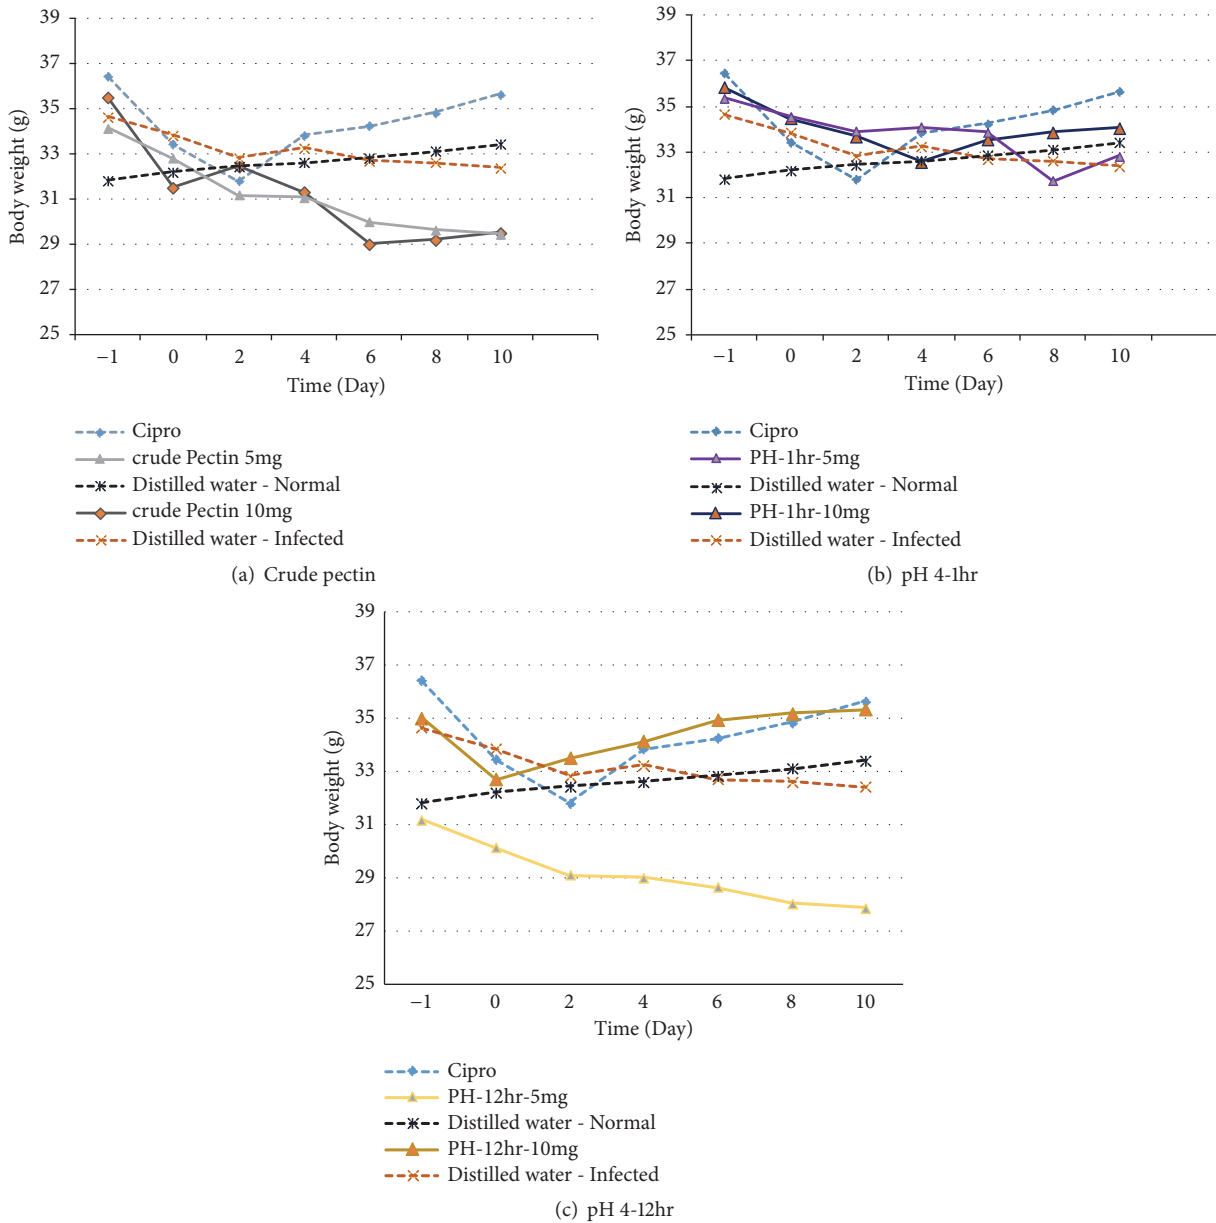 39
37
35
33
31
29
27
25
Body weight (g)
−1 0 2 4 6 8 10
Time (Day)
Cipro
crude Pectin 5mg
Distilled water - Normal
crude Pectin 10mg
Distilled water - Infected
(a) Crude pectin
39
37
35
33
31
29
27
25
Body weight (g)
−1 0 2 4 6 8 10
Time (Day)
Cipro
PH-1hr-5mg
Distilled water - Normal
PH-1hr-10mg
Distilled water - Infected
(b) pH 4-1hr
39
37
35
33
31
29
27
25
Body weight (g)
−1 0 2 4 6 8 10
Time (Day)
Cipro
PH-12hr-5mg
Distilled water - Normal
PH-12hr-10mg
Distilled water - Infected
(c) pH 4-12hr